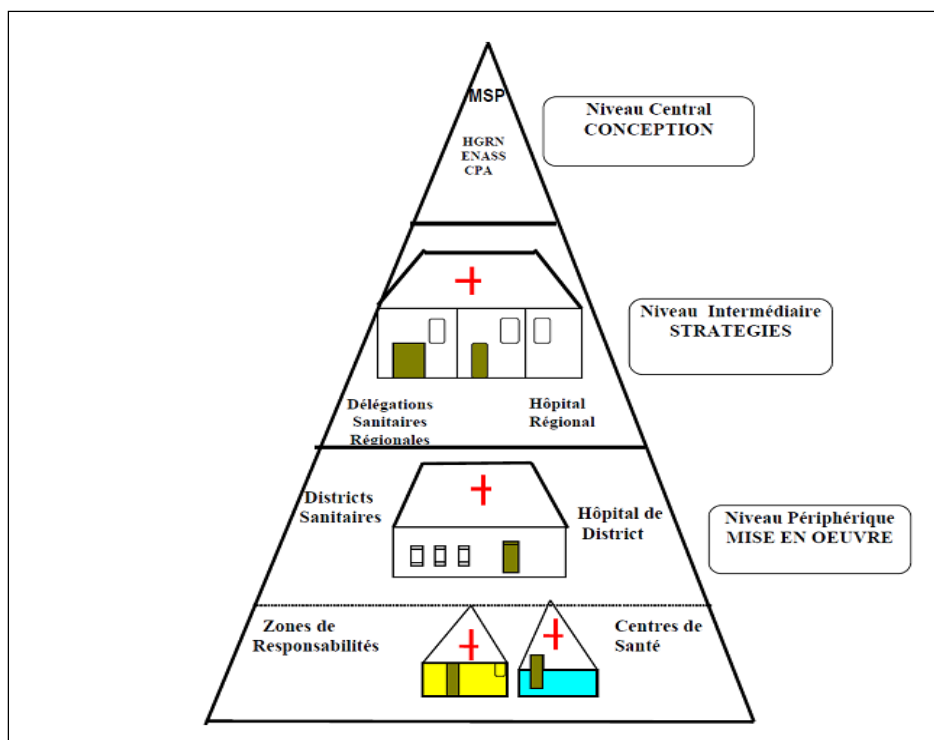 MSP
HGRN
ENASS
CPA
Niveau Central
CONCEPTION
Niveau Intermédiaire
STRATEGIES
Délégations
Sanitaires
Régionales
Hôpital
Régional
Districts
Sanitaires
Hôpital de
District
Niveau Périphérique
MISE EN OEUVRE
Zones de
Responsabilités
Centres de
Santé